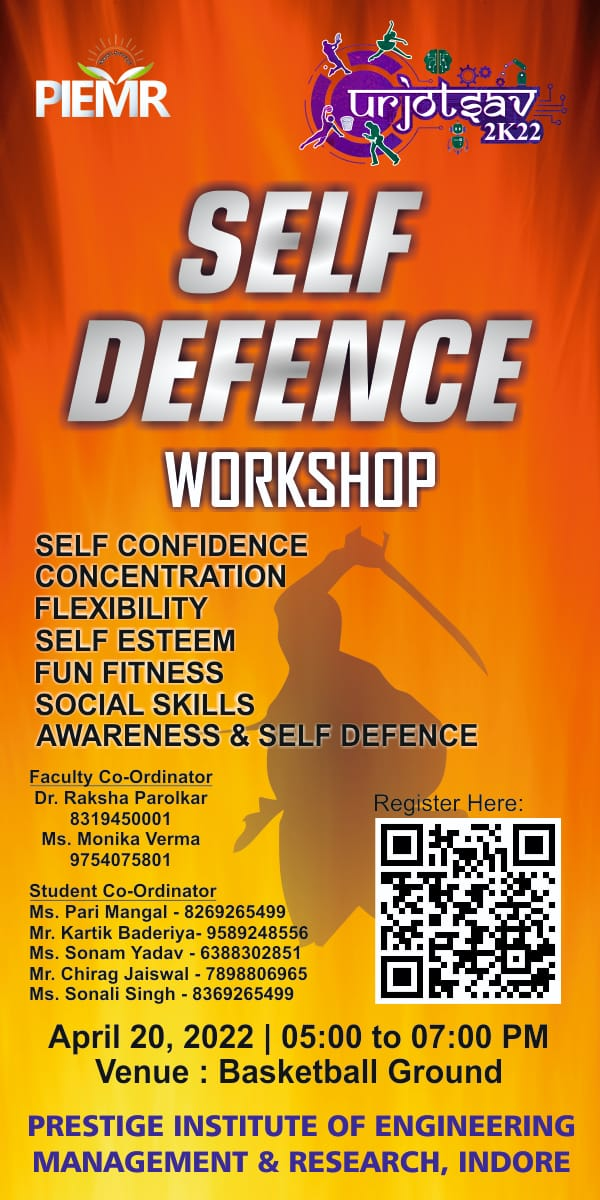 PIEMR
urjotsav
2K22
SELF
DEFENCE
WORKSHOP
SELF CONFIDENCE
CONCENTRATION
FLEXIBILITY
SELF ESTEEM
FUN FITNESS
SOCIAL SKILLS
AWARENESS & SELF DEFENCE
Faculty Co-Ordinator
Dr. Raksha Parolkar
8319450001
Ms. Monika Verma
9754075801
Student Co-Ordinator
Ms. Pari Mangal - 8269265499
Mr. Kartik Baderiya- 9589248556
Ms. Sonam Yadav - 6388302851
Mr. Chirag Jaiswal - 7898806965
Ms. Sonali Singh - 8369265499
Register Here:
April 20, 2022 | 05:00 to 07:00 PM
Venue : Basketball Ground
PRESTIGE INSTITUTE OF ENGINEERING
MANAGEMENT & RESEARCH, INDORE